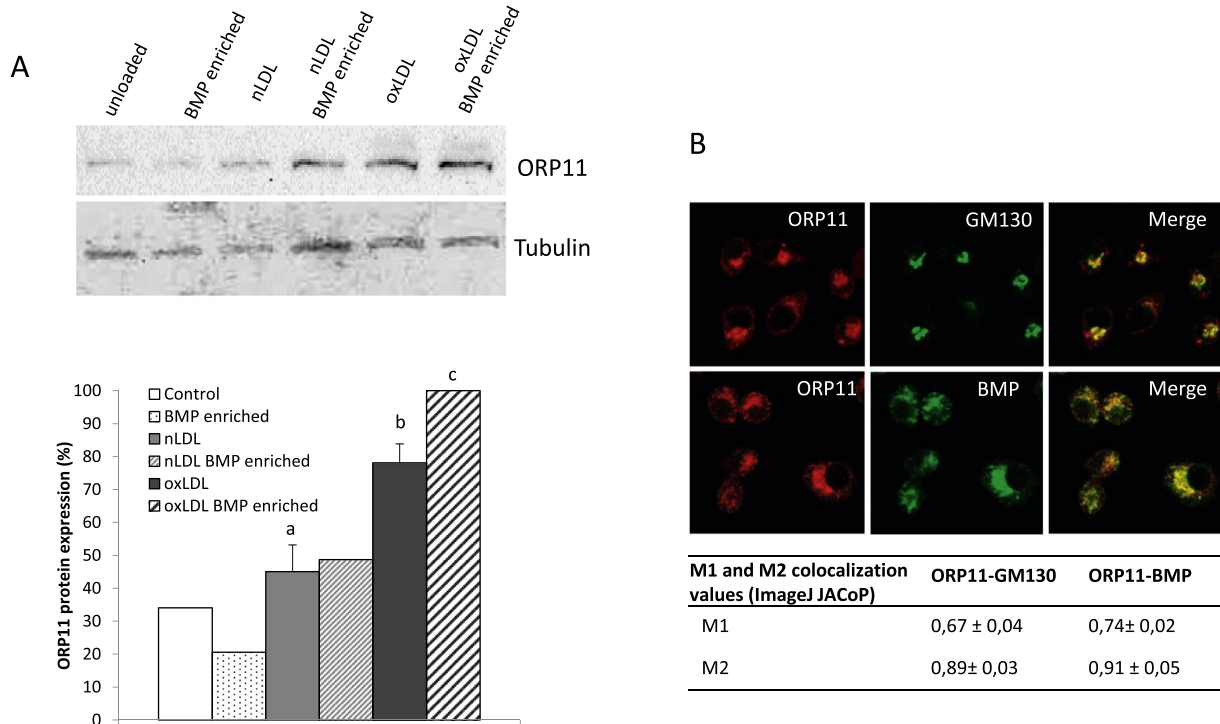 A
unloaded
BMP enriched
nLDL
nLDL
BMP enriched
oxLDL
oxLDL
BMP enriched
ORP11
Tubulin
ORP11 protein expression (%)
100
90
80
70
60
50
40
30
20
10
0
Control
BMP enriched
nLDL
nLDL BMP enriched
oxLDL
oxLDL BMP enriched
a
b
c
B
ORP11
GM130
Merge
ORP11
BMP
Merge
M1 and M2 colocalization
values (ImageJ JACoP)
ORP11-GM130
ORP11-BMP
M1
0,67 ± 0,04
0,74± 0,02
M2
0,89± 0,03
0,91 ± 0,05